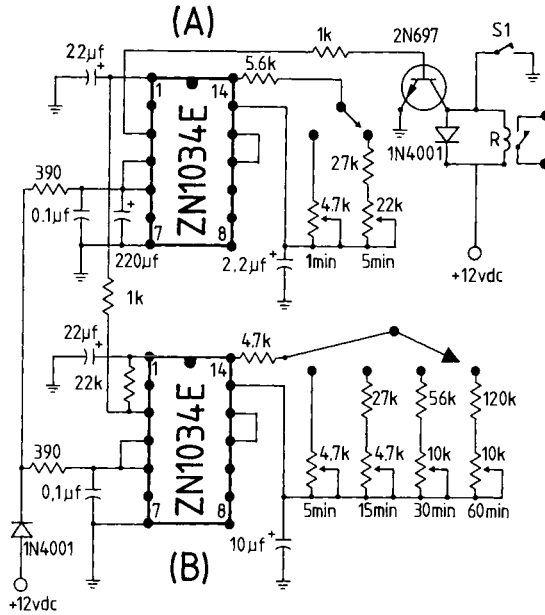 (A)
22µf +
1k
2N697
S1
5.6k
1 14
ZN1034E
7 8
390
0.1µf
+
220µf
27k
4.7k 22k
1min 5min
2.2µf +
1N4001
R
+12vdc
1k
22µf
+
22k
4.7k
1 14
ZN1034E
7 8
390
0,1µf
27k 56k 120k
4.7k 4.7k 10k 10k
5min 15min 30min 60min
10µf +
1N4001
+12vdc
(B)